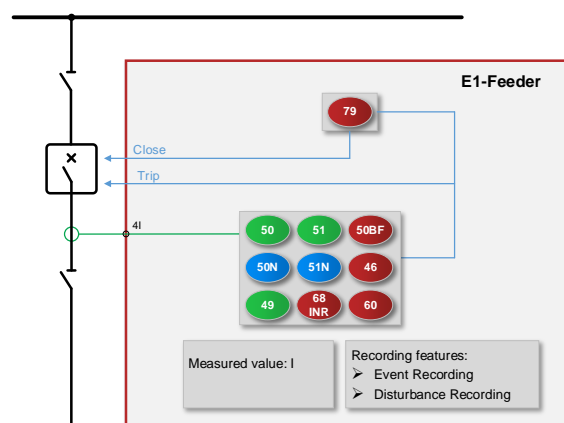 E1-Feeder
79
Close
Trip
4I
50 51 50BF
50N 51N 46
49 68 INR 60
Measured value: I
Recording features:
➢ Event Recording
➢ Disturbance Recording